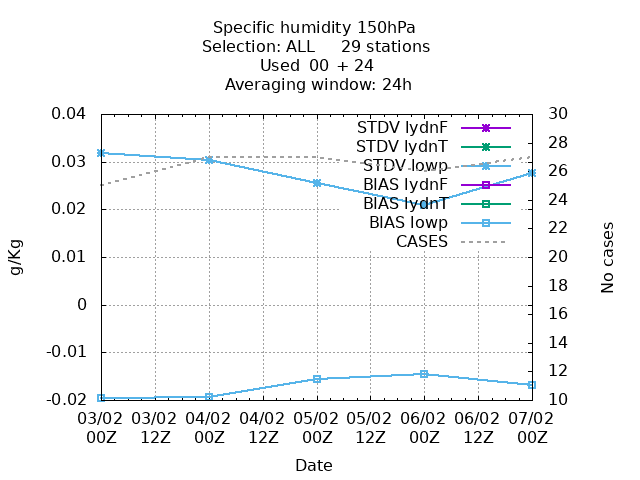 Specific humidity 150hPa
Selection: ALL 29 stations
Used 00 + 24
Averaging window: 24h
0.04
0.03
0.02
0.01
0
-0.01
-0.02
g/Kg
30
28
26
24
22
20
18
16
14
12
10
No cases
STDV lydnF
STDV lydnT
STDV lowp
BIAS lydnF
BIAS lydnT
BIAS lowp
CASES
03/02 03/02 04/02 04/02 05/02 05/02 06/02 06/02 07/02
00Z 12Z 00Z 12Z 00Z 12Z 00Z 12Z 00Z
Date